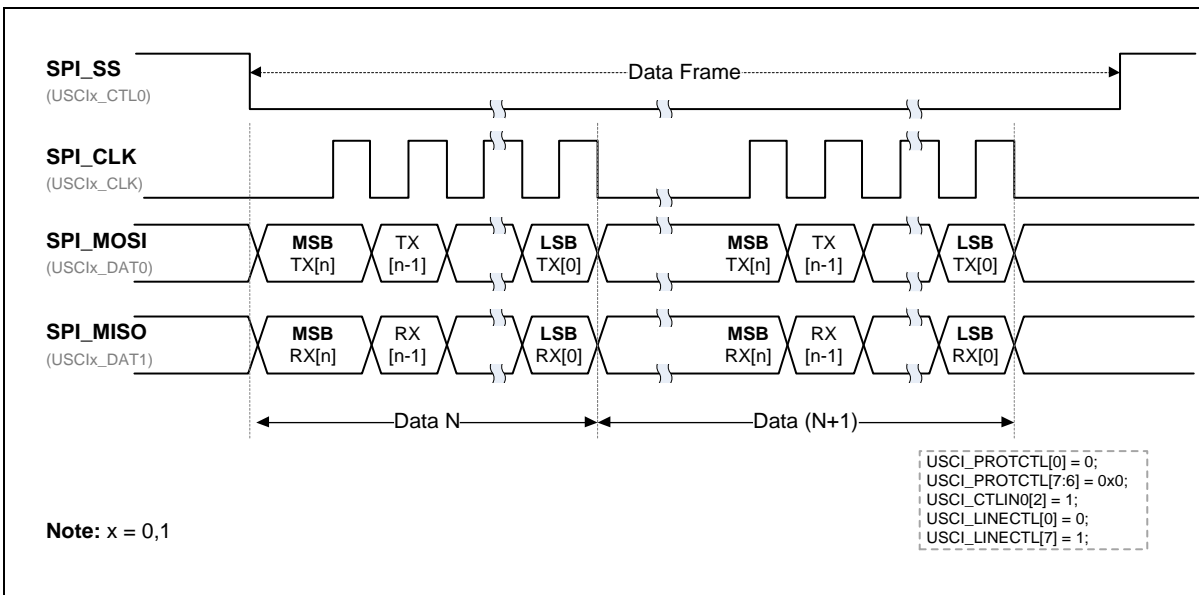 SPI_SS
(USCIx_CTL0)
Data Frame
SPI_CLK
(USCIx_CLK)
SPI_MOSI
(USCIx_DAT0)
MSB TX LSB MSB TX LSB
TX[n] [n-1] TX[0] TX[n] [n-1] TX[0]
SPI_MISO
(USCIx_DAT1)
MSB RX LSB MSB RX LSB
RX[n] [n-1] RX[0] RX[n] [n-1] RX[0]
Data N Data (N+1)
USCI_PROTCTL[0] = 0;
USCI_PROTCTL[7:6] = 0x0;
USCI_CTLIN0[2] = 1;
USCI_LINECTL[0] = 0;
USCI_LINECTL[7] = 1;
Note: x = 0,1